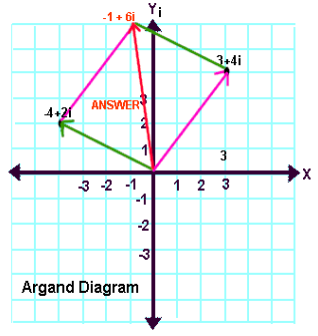 Yi
-1 + 6i
3+4i
-4+2i
ANSWER
3
2
1
3
X
-3 -2 -1 1 2 3
-1
-2
-3
Argand Diagram